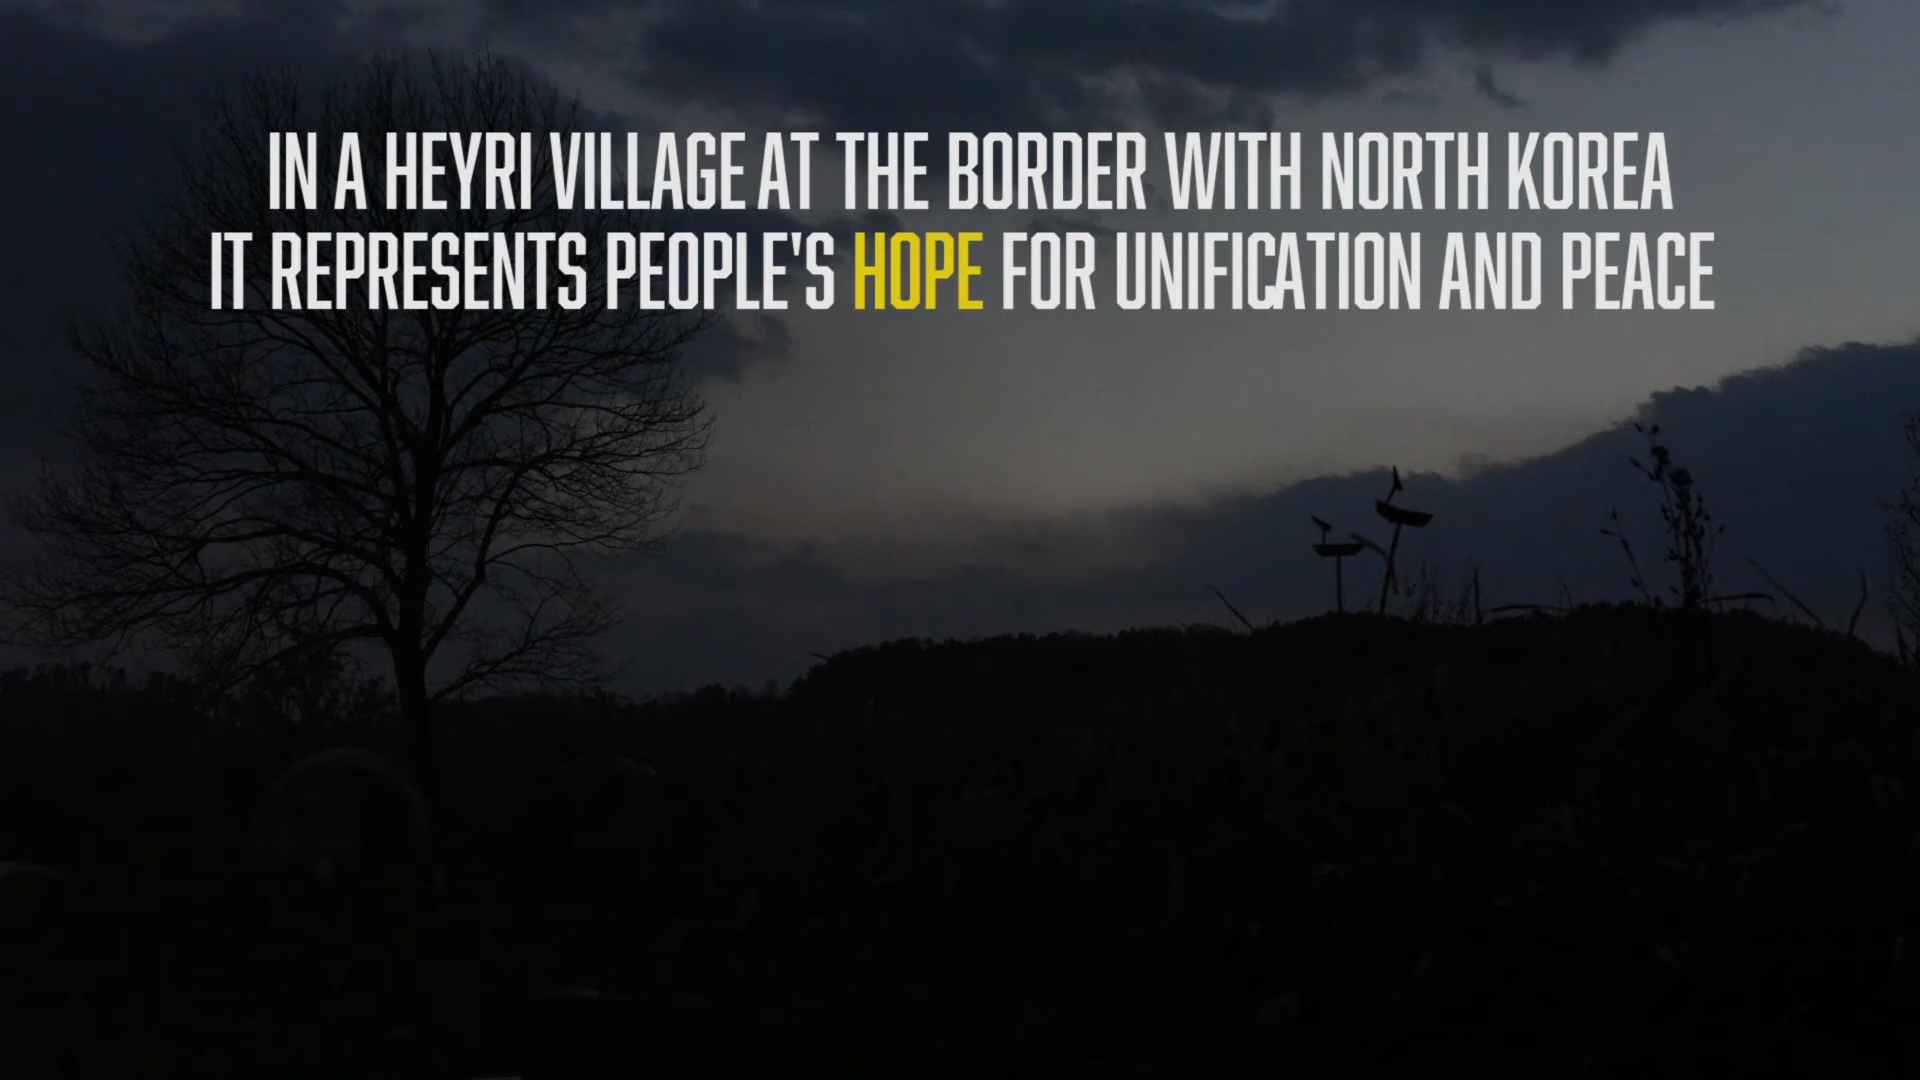 IN A HEYRI VILLAGE AT THE BORDER WITH NORTH KOREA
IT REPRESENTS PEOPLE'S HOPE FOR UNIFICATION AND PEACE